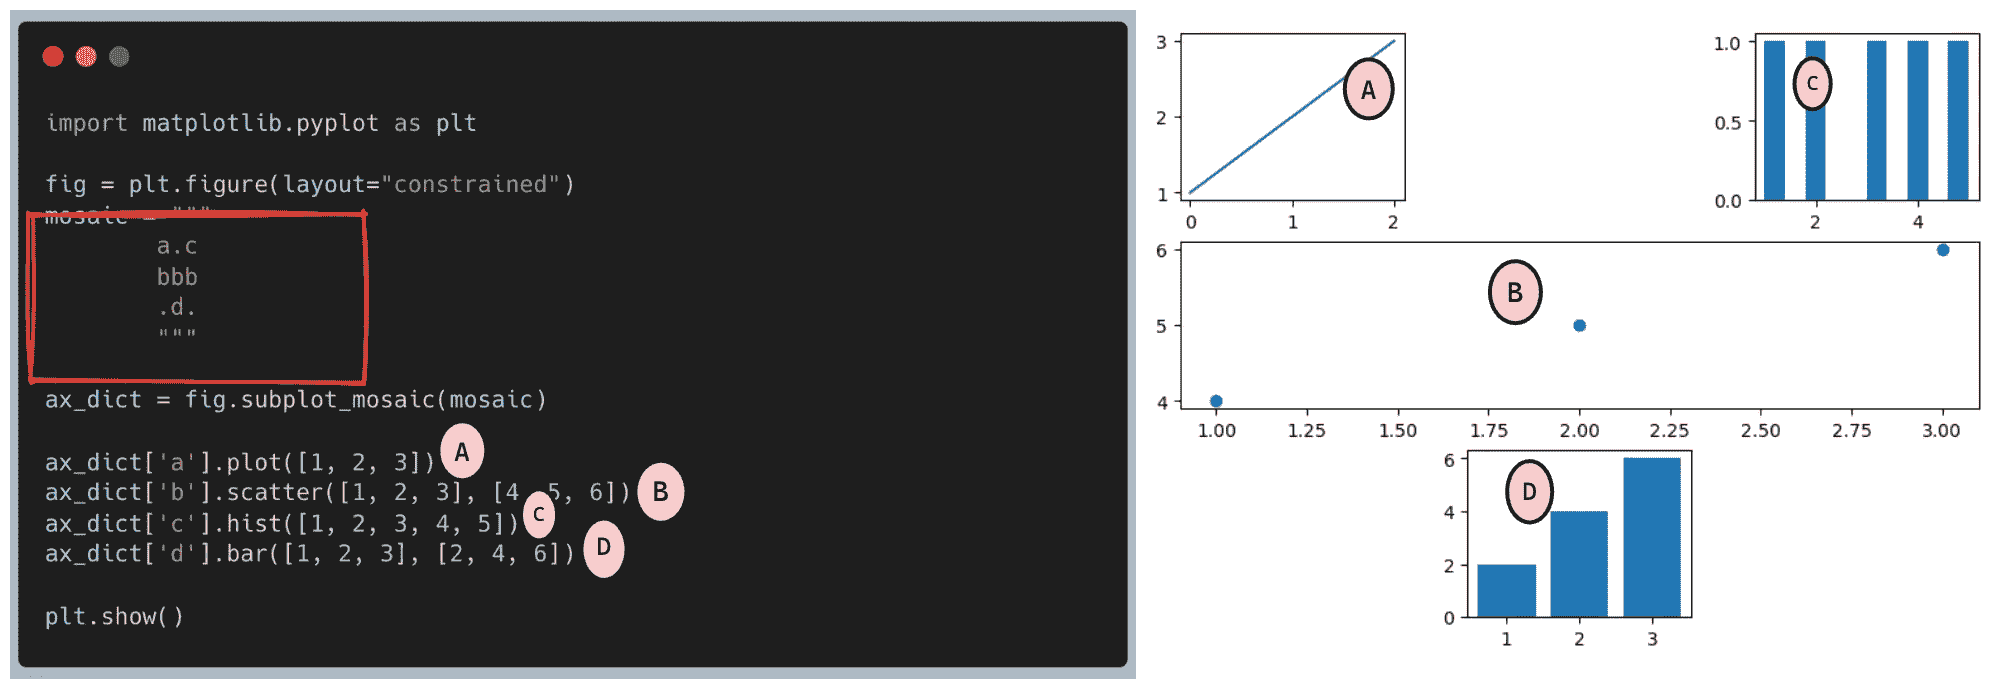 import matplotlib.pyplot as plt
fig = plt.figure(layout="constrained")
mosaic = """
a.c
bbb
.d.
"""
ax_dict = fig.subplot_mosaic(mosaic)
ax_dict['a'].plot([1, 2, 3]) A
ax_dict['b'].scatter([1, 2, 3], [4, 5, 6]) B
ax_dict['c'].hist([1, 2, 3, 4, 5]) C
ax_dict['d'].bar([1, 2, 3], [2, 4, 6]) D
plt.show()
3
2
1
0 1 2
A
1.0
0.5
0.0
2 4
C
6
5
4
1.00 1.25 1.50 1.75 2.00 2.25 2.50 2.75 3.00
B
6
4
2
0
1 2 3
D